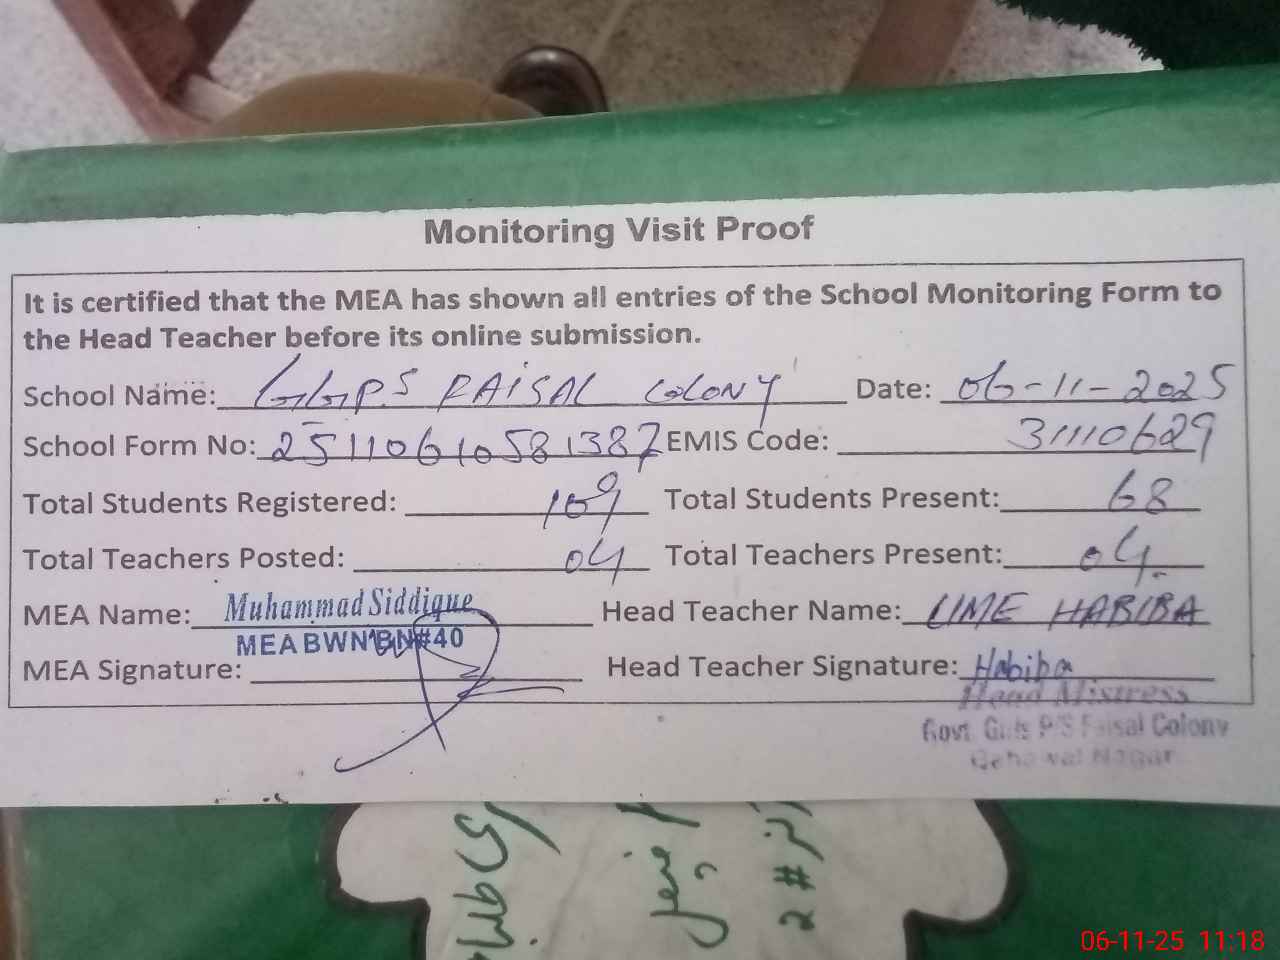 Monitoring Visit Proof
It is certified that the MEA has shown all entries of the School Monitoring Form to
the Head Teacher before its online submission.
School Name: GGPS FAISAL COLONY Date: 06-11-2025
School Form No: 25110610581387 EMIS Code: 31110629
Total Students Registered: 109 Total Students Present: 68
Total Teachers Posted: 04 Total Teachers Present: 04
MEA Name: Muhammad Siddique Head Teacher Name: UME HABIBA
MEA BWN BN#40
MEA Signature: Head Teacher Signature: Habiba
Head Mistress
Govt Girls P/S Faisal Colony
Bahawal Nagar
06-11-25 11:18